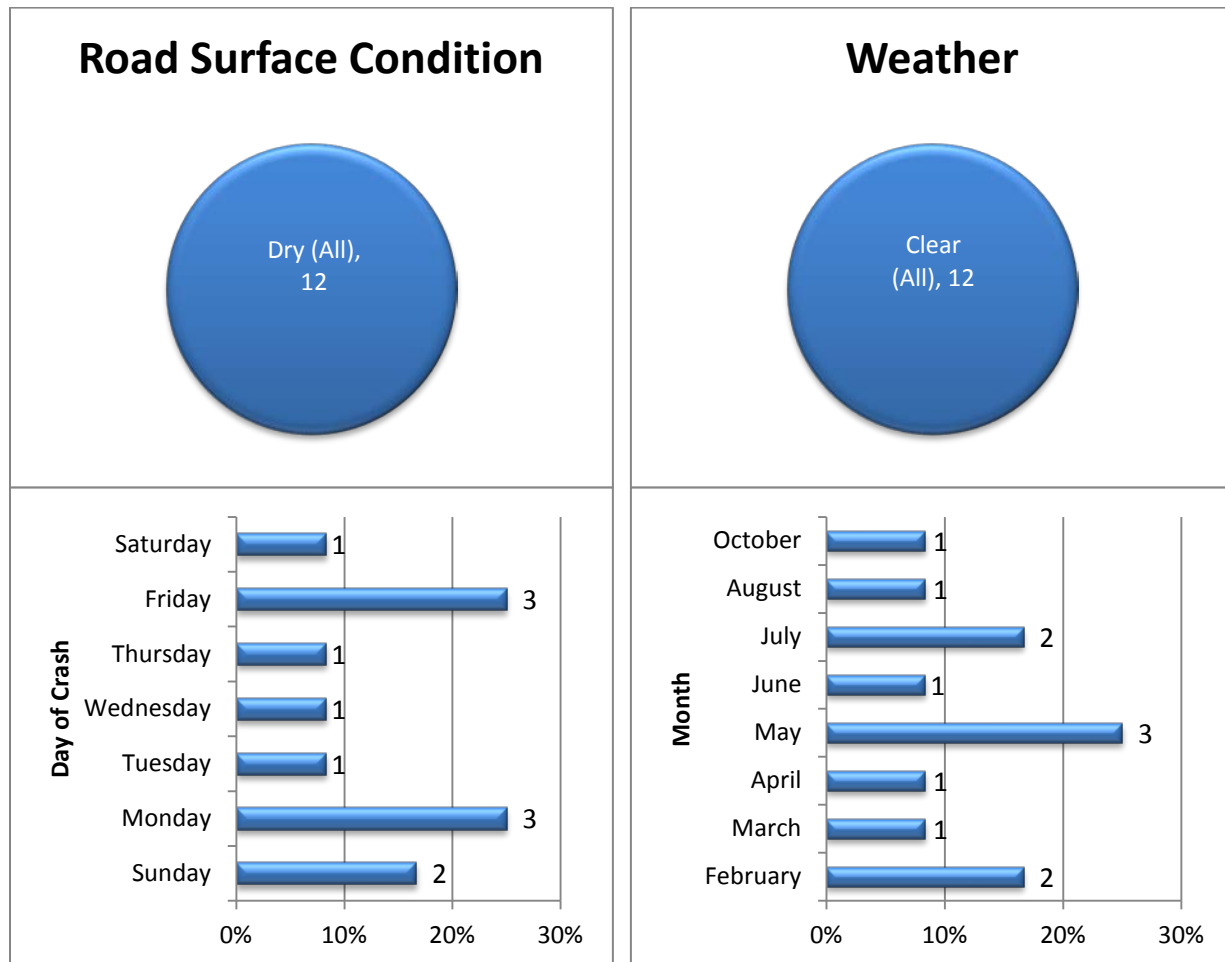 Road Surface Condition
Dry (All),
12
Weather
Clear
(All), 12
Day of Crash
Saturday 1
Friday 3
Thursday 1
Wednesday 1
Tuesday 1
Monday 3
Sunday 2
0% 10% 20% 30%
Month
October 1
August 1
July 2
June 1
May 3
April 1
March 1
February 2
0% 10% 20% 30%